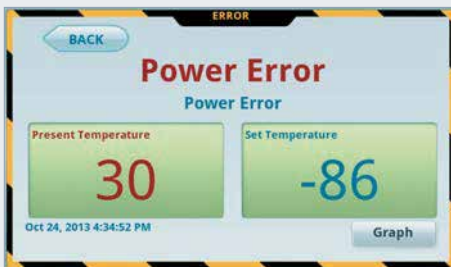 ERROR
BACK
Power Error
Power Error
Present Temperature
Set Temperature
30
-86
Oct 24, 2013 4:34:52 PM
Graph